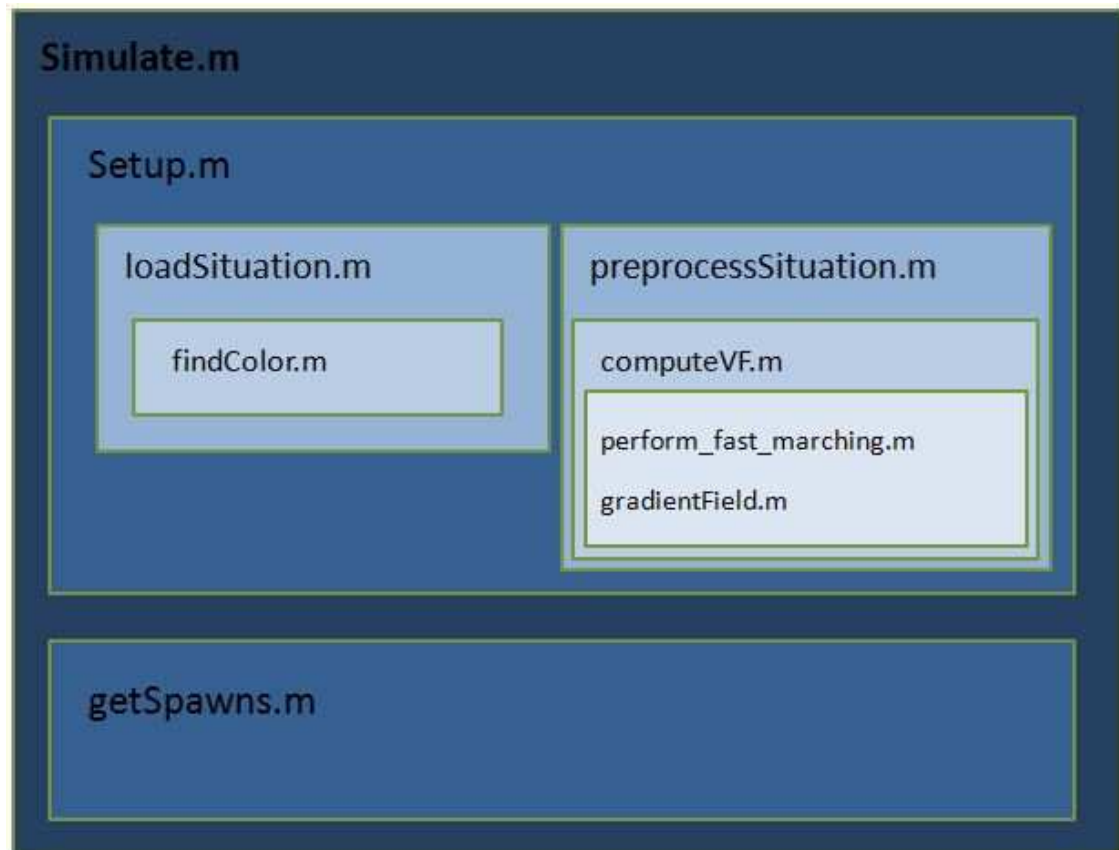 Simulate.m
Setup.m
loadSituation.m
preprocessSituation.m
findColor.m
computeVF.m
perform_fast_marching.m
gradientField.m
getSpawns.m